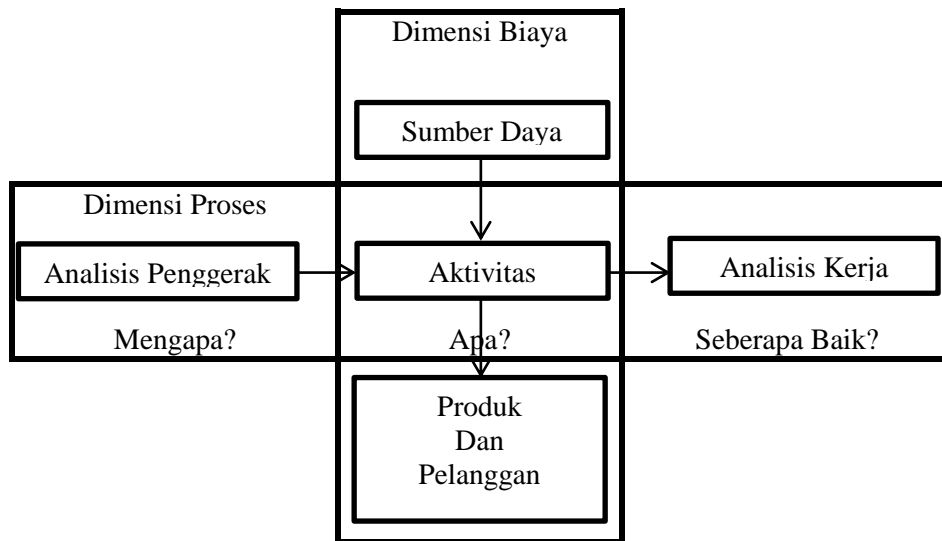 Dimensi Biaya
Sumber Daya
Dimensi Proses
Analisis Penggerak
Aktivitas
Analisis Kerja
Mengapa?
Apa?
Seberapa Baik?
Produk
Dan
Pelanggan